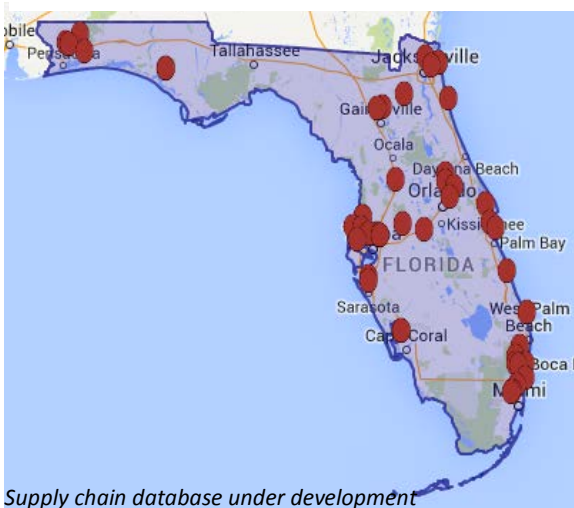 obile
Pensacola
Tallahassee
Jacksonville
Gainesville
Ocala
Daytona Beach
Orlando
Kissimmee
Palm Bay
FLORIDA
Sarasota
West Palm
Beach
Cape Coral
Boca
Miami
Supply chain database under development